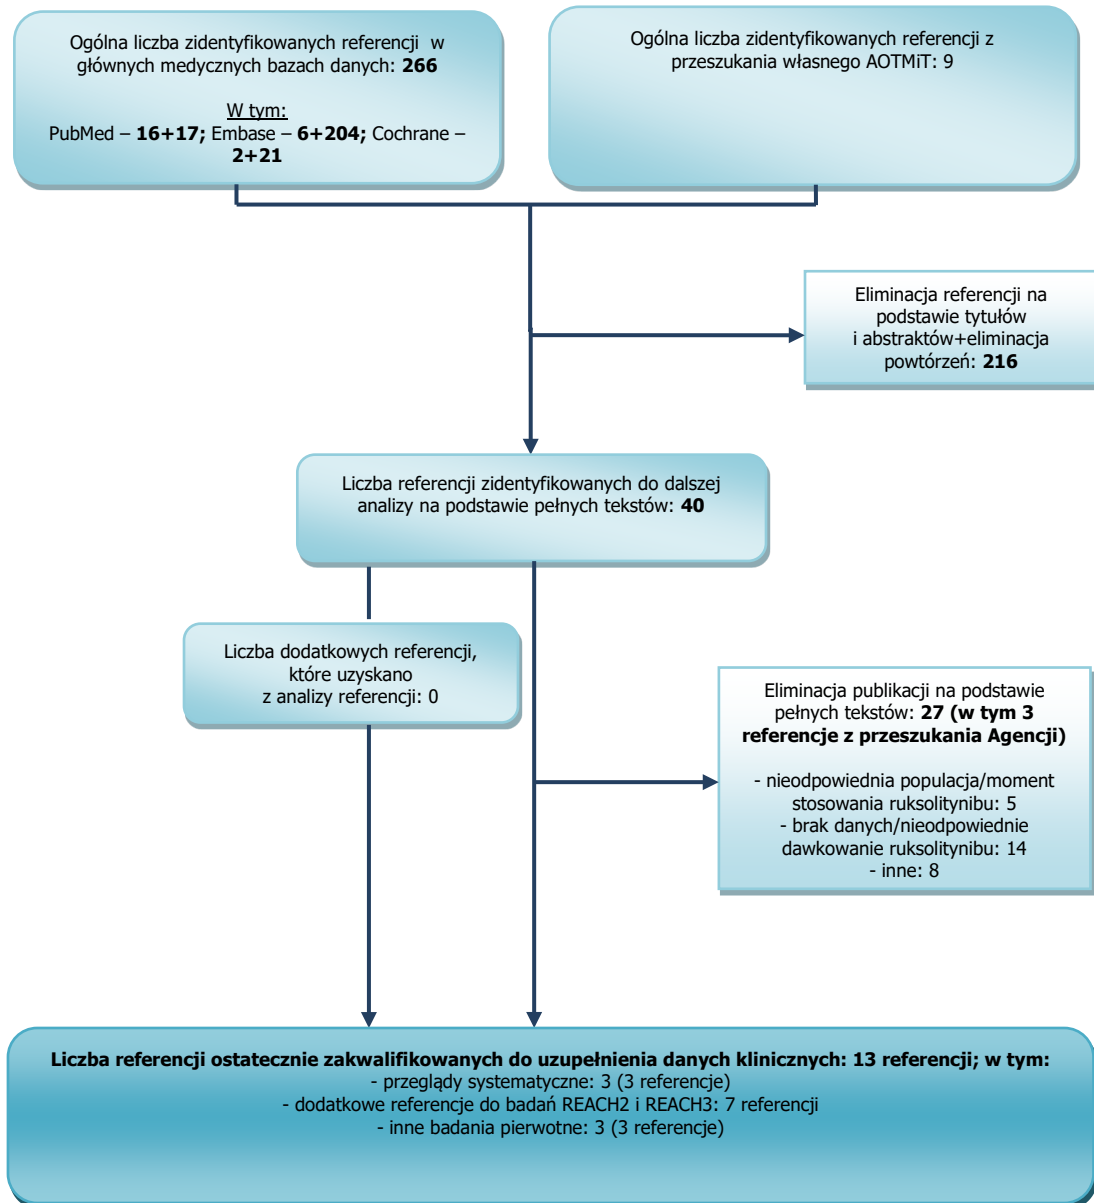 Ogólna liczba zidentyfikowanych referencji w
głównych medycznych bazach danych: 266
W tym:
PubMed – 16+17; Embase – 6+204; Cochrane –
2+21
Ogólna liczba zidentyfikowanych referencji z
przeszukania własnego AOTMiT: 9
Eliminacja referencji na
podstawie tytułów
i abstraktów+eliminacja
powtórzeń: 216
Liczba referencji zidentyfikowanych do dalszej
analizy na podstawie pełnych tekstów: 40
Liczba dodatkowych referencji,
które uzyskano
z analizy referencji: 0
Eliminacja publikacji na podstawie
pełnych tekstów: 27 (w tym 3
referencje z przeszukania Agencji)
- nieodpowiednia populacja/moment
stosowania ruksolitynibu: 5
- brak danych/nieodpowiednie
dawkowanie ruksolitynibu: 14
- inne: 8
Liczba referencji ostatecznie zakwalifikowanych do uzupełnienia danych klinicznych: 13 referencji; w tym:
- przeglądy systematyczne: 3 (3 referencje)
- dodatkowe referencje do badań REACH2 i REACH3: 7 referencji
- inne badania pierwotne: 3 (3 referencje)